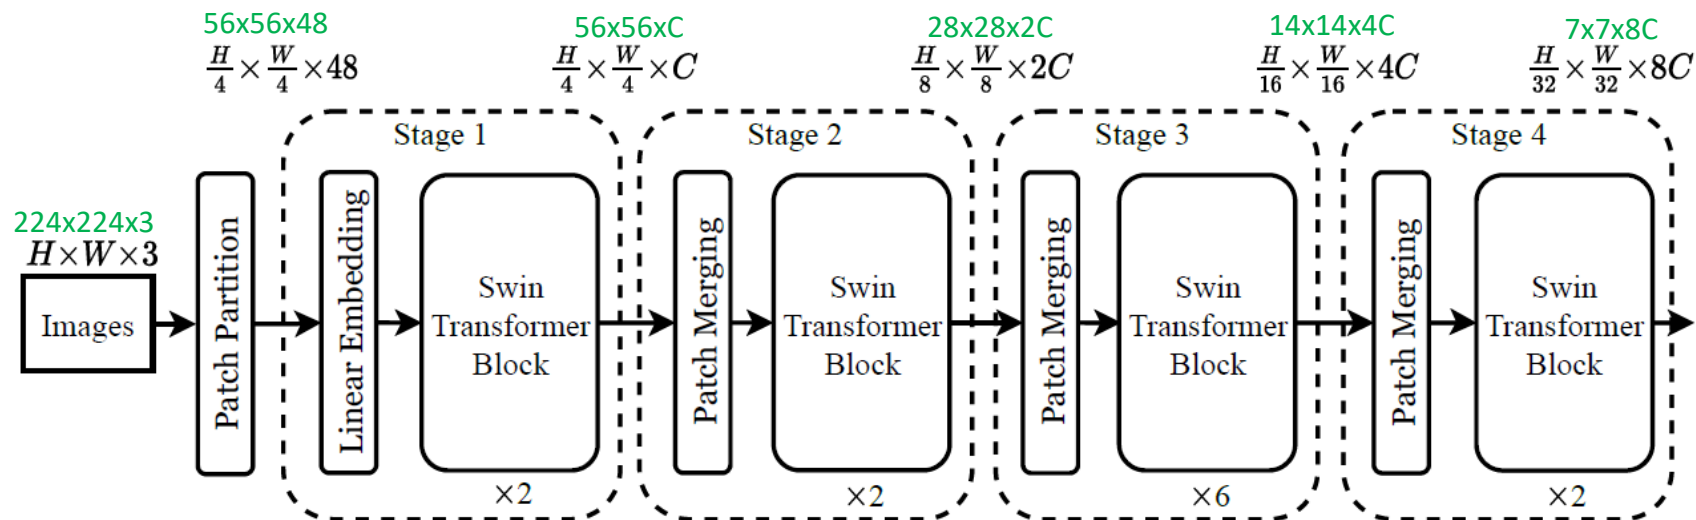 56x56x48
56x56xC
28x28x2C
14x14x4C
7x7x8C
H/4 × W/4 × 48
H/4 × W/4 × C
H/8 × W/8 × 2C
H/16 × W/16 × 4C
H/32 × W/32 × 8C
Stage 1
Stage 2
Stage 3
Stage 4
224x224x3
H×W×3
Images
Patch Partition
Linear Embedding
Swin
Transformer
Block
×2
Patch Merging
Swin
Transformer
Block
×2
Patch Merging
Swin
Transformer
Block
×6
Patch Merging
Swin
Transformer
Block
×2